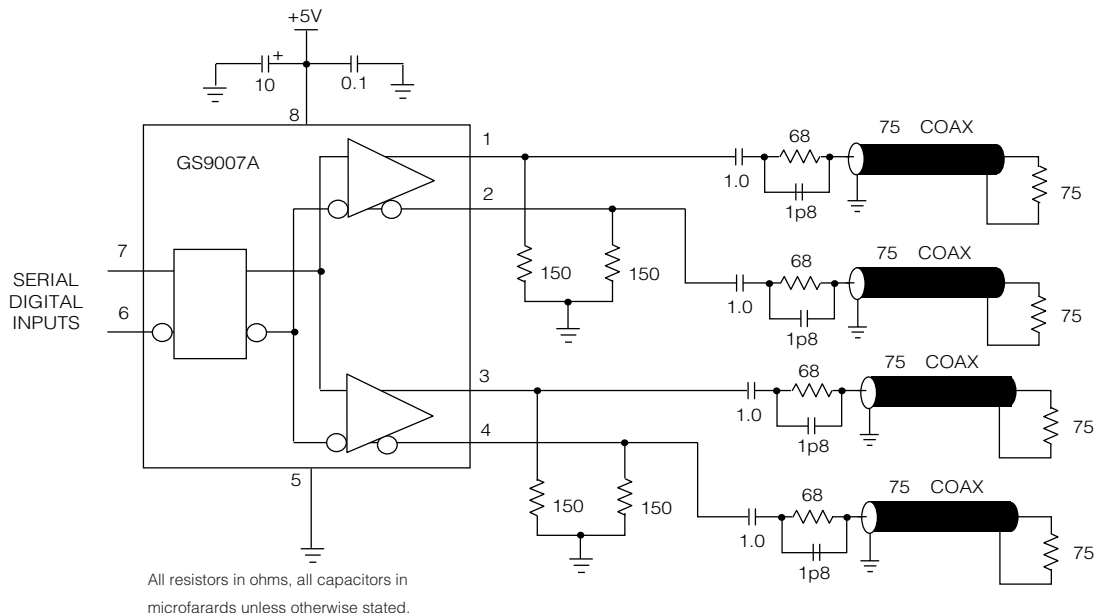 +5V
+
10
0.1
8
GS9007A
1
2
7
6
SERIAL
DIGITAL
INPUTS
3
4
5
150
150
150
150
1.0
68
1p8
75 COAX
75
1.0
68
1p8
75 COAX
75
1.0
68
1p8
75 COAX
75
1.0
68
1p8
75 COAX
75
All resistors in ohms, all capacitors in
microfarards unless otherwise stated.